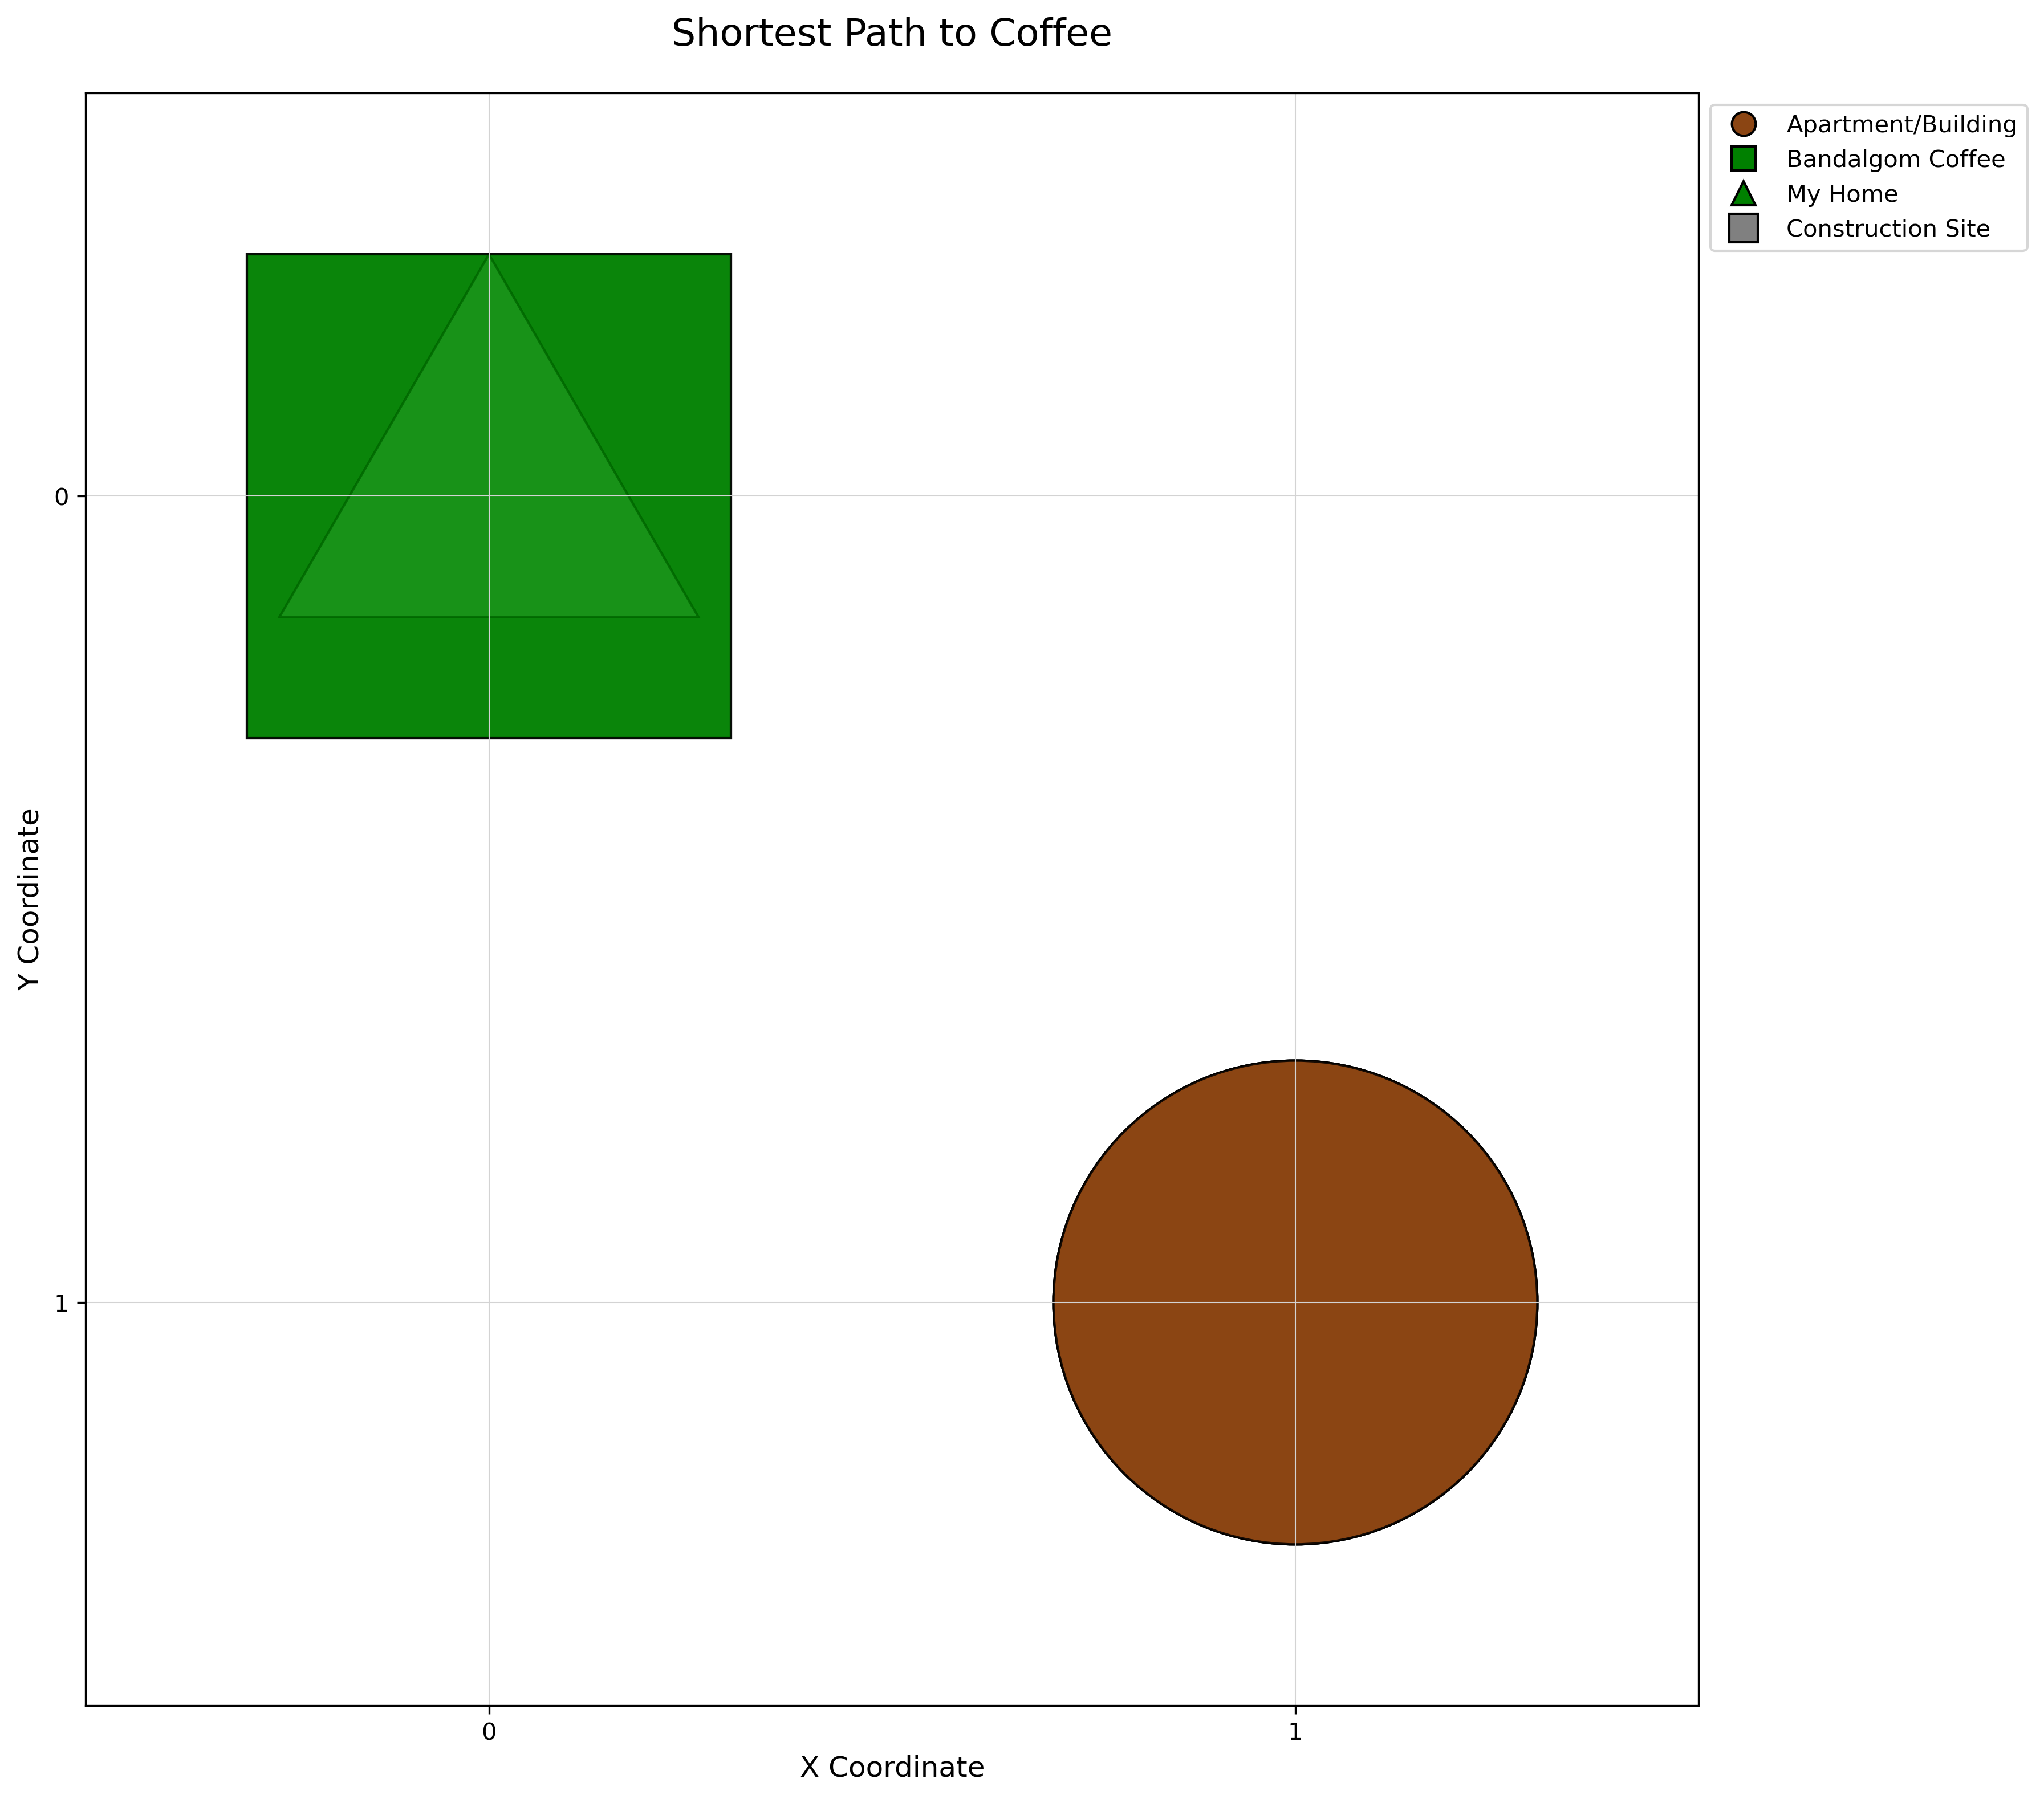 Shortest Path to Coffee
Apartment/Building
Bandalgom Coffee
My Home
Construction Site
0
Y Coordinate
1
0 1
X Coordinate